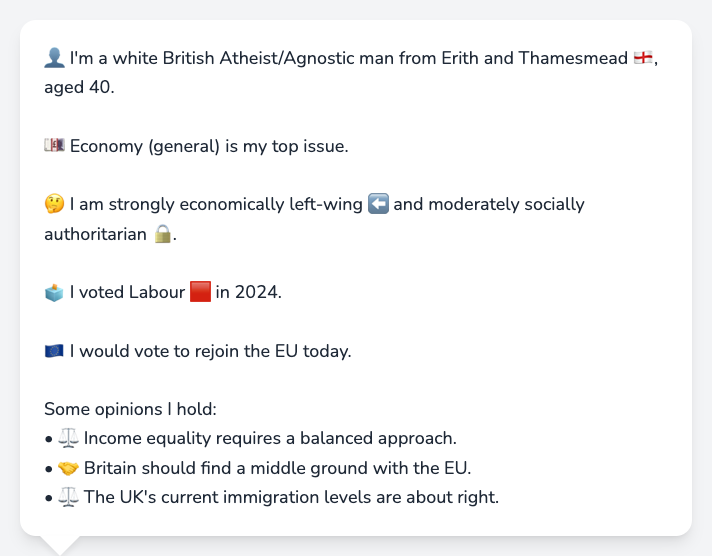 👤 I'm a white British Atheist/Agnostic man from Erith and Thamesmead 🏴󠁧󠁢󠁥󠁮󠁧󠁿,
aged 40.
💷 Economy (general) is my top issue.
🤔 I am strongly economically left-wing ⬅️ and moderately socially
authoritarian 🔒.
🗳️ I voted Labour 🟥 in 2024.
🇪🇺 I would vote to rejoin the EU today.
Some opinions I hold:
• ⚖️ Income equality requires a balanced approach.
• 🤝 Britain should find a middle ground with the EU.
• ⚖️ The UK's current immigration levels are about right.